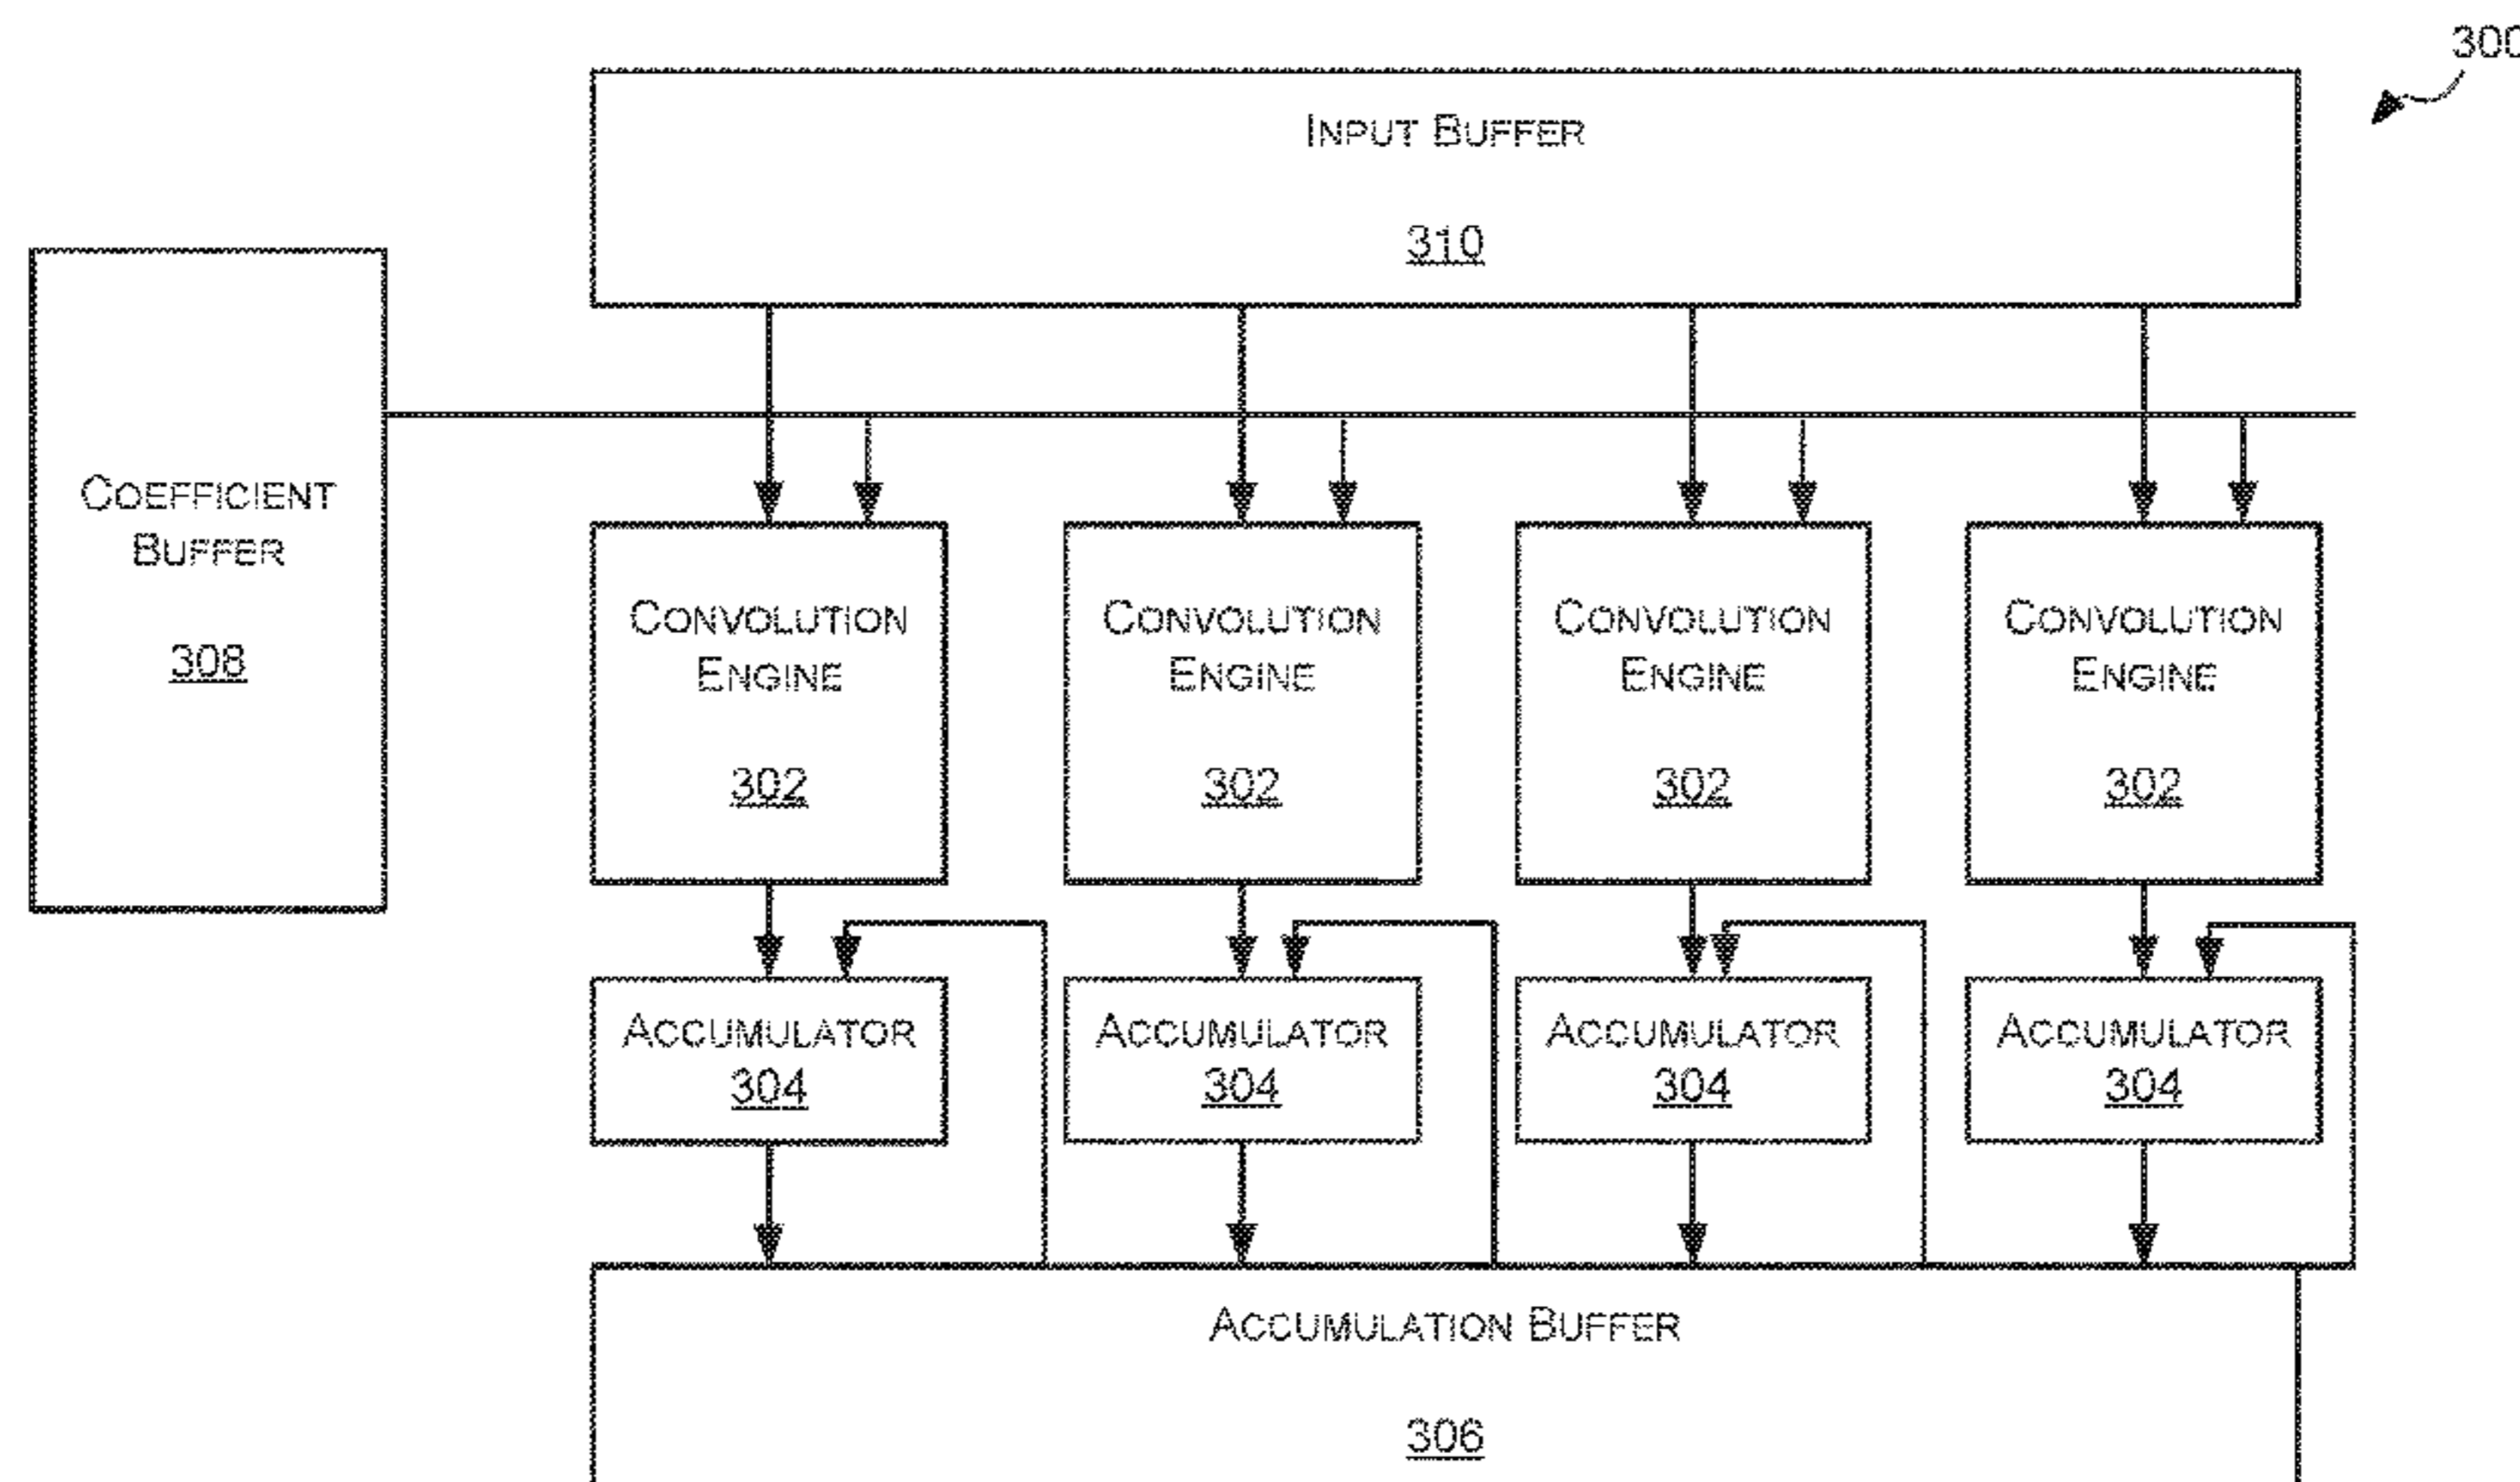 300
INPUT BUFFER
310
COEFFICIENT
BUFFER
308
CONVOLUTION
ENGINE
302
CONVOLUTION
ENGINE
302
CONVOLUTION
ENGINE
302
CONVOLUTION
ENGINE
302
ACCUMULATOR
304
ACCUMULATOR
304
ACCUMULATOR
304
ACCUMULATOR
304
ACCUMULATION BUFFER
306